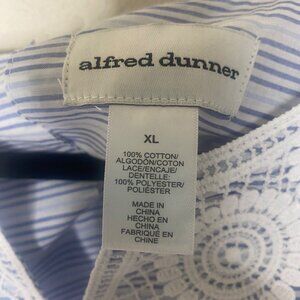 alfred dunner
XL
100% COTTON/
ALGODÓN/COTON
LACE/ENCAJE/
DENTELLE:
100% POLYESTER/
POLIÉSTER
MADE IN
CHINA
HECHO EN
CHINA
FABRIQUÉ EN
CHINE